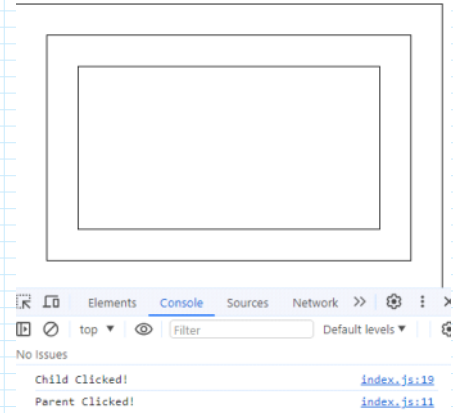 Elements Console Sources Network
top Filter Default levels
No Issues
Child Clicked! index.js:19
Parent Clicked! index.js:11